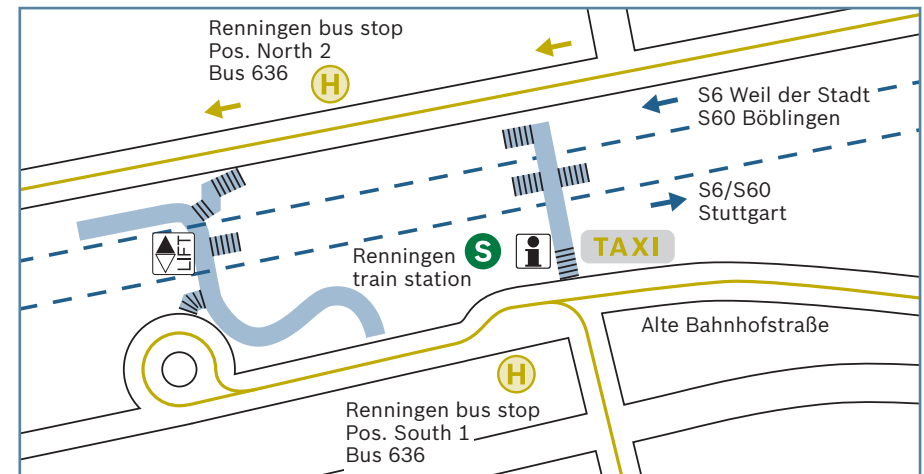 Renningen bus stop
Pos. North 2
Bus 636
H
S6 Weil der Stadt
S60 Böblingen
S6/S60
Stuttgart
LIFT
Renningen
train station
S
i
TAXI
Alte Bahnhofstraße
H
Renningen bus stop
Pos. South 1
Bus 636